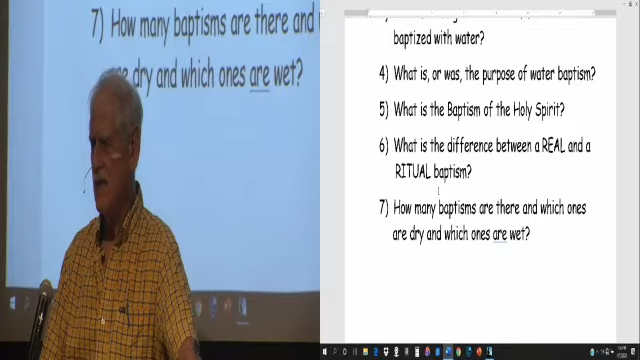 7) How many baptisms are there and
are dry and which ones are wet?
baptized with water?
4) What is, or was, the purpose of water baptism?
5) What is the Baptism of the Holy Spirit?
6) What is the difference between a REAL and a
RITUAL baptism?
7) How many baptisms are there and which ones
are dry and which ones are wet?